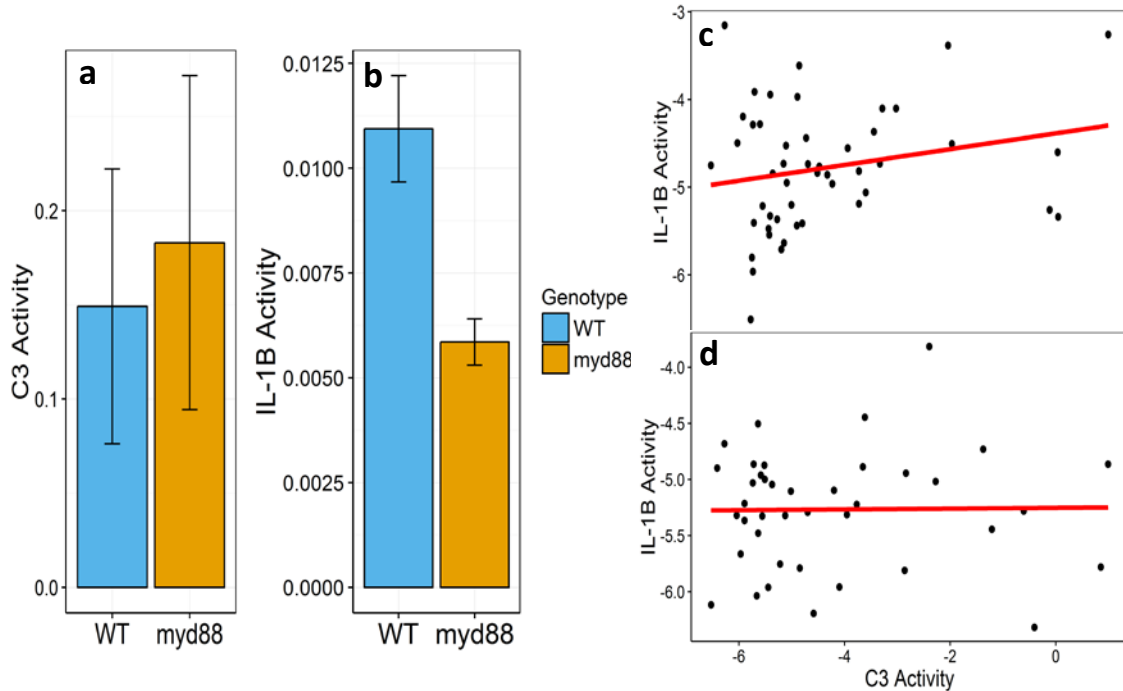 a
C3 Activity
0.2
0.1
0.0
WT myd88
b
IL-1B Activity
0.0125
0.0100
0.0075
0.0050
0.0025
0.0000
WT myd88
Genotype
WT
myd88
c
IL-1B Activity
-3
-4
-5
-6
d
IL-1B Activity
-4.0
-4.5
-5.0
-5.5
-6.0
-6 -4 -2 0
C3 Activity